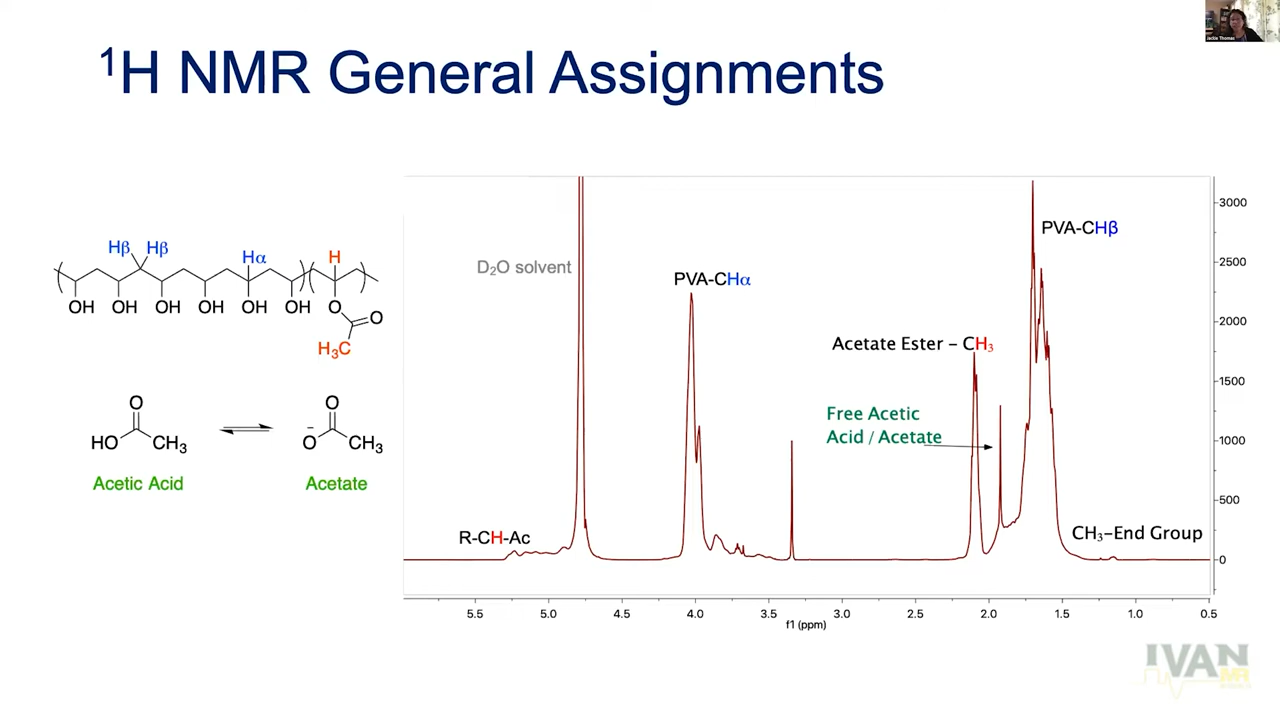 Jackie Thomas
¹H NMR General Assignments
Hβ Hβ Hα H
OH OH OH OH OH OH O O
H₃C
O O
HO CH₃ ⁻O CH₃
Acetic Acid Acetate
D₂O solvent
PVA-CHα
PVA-CHβ
Acetate Ester – CH₃
Free Acetic
Acid / Acetate
R-CH-Ac
CH₃-End Group
3000
2500
2000
1500
1000
500
0
5.5 5.0 4.5 4.0 3.5 3.0 2.5 2.0 1.5 1.0 0.5
f1 (ppm)
IVAN
MR